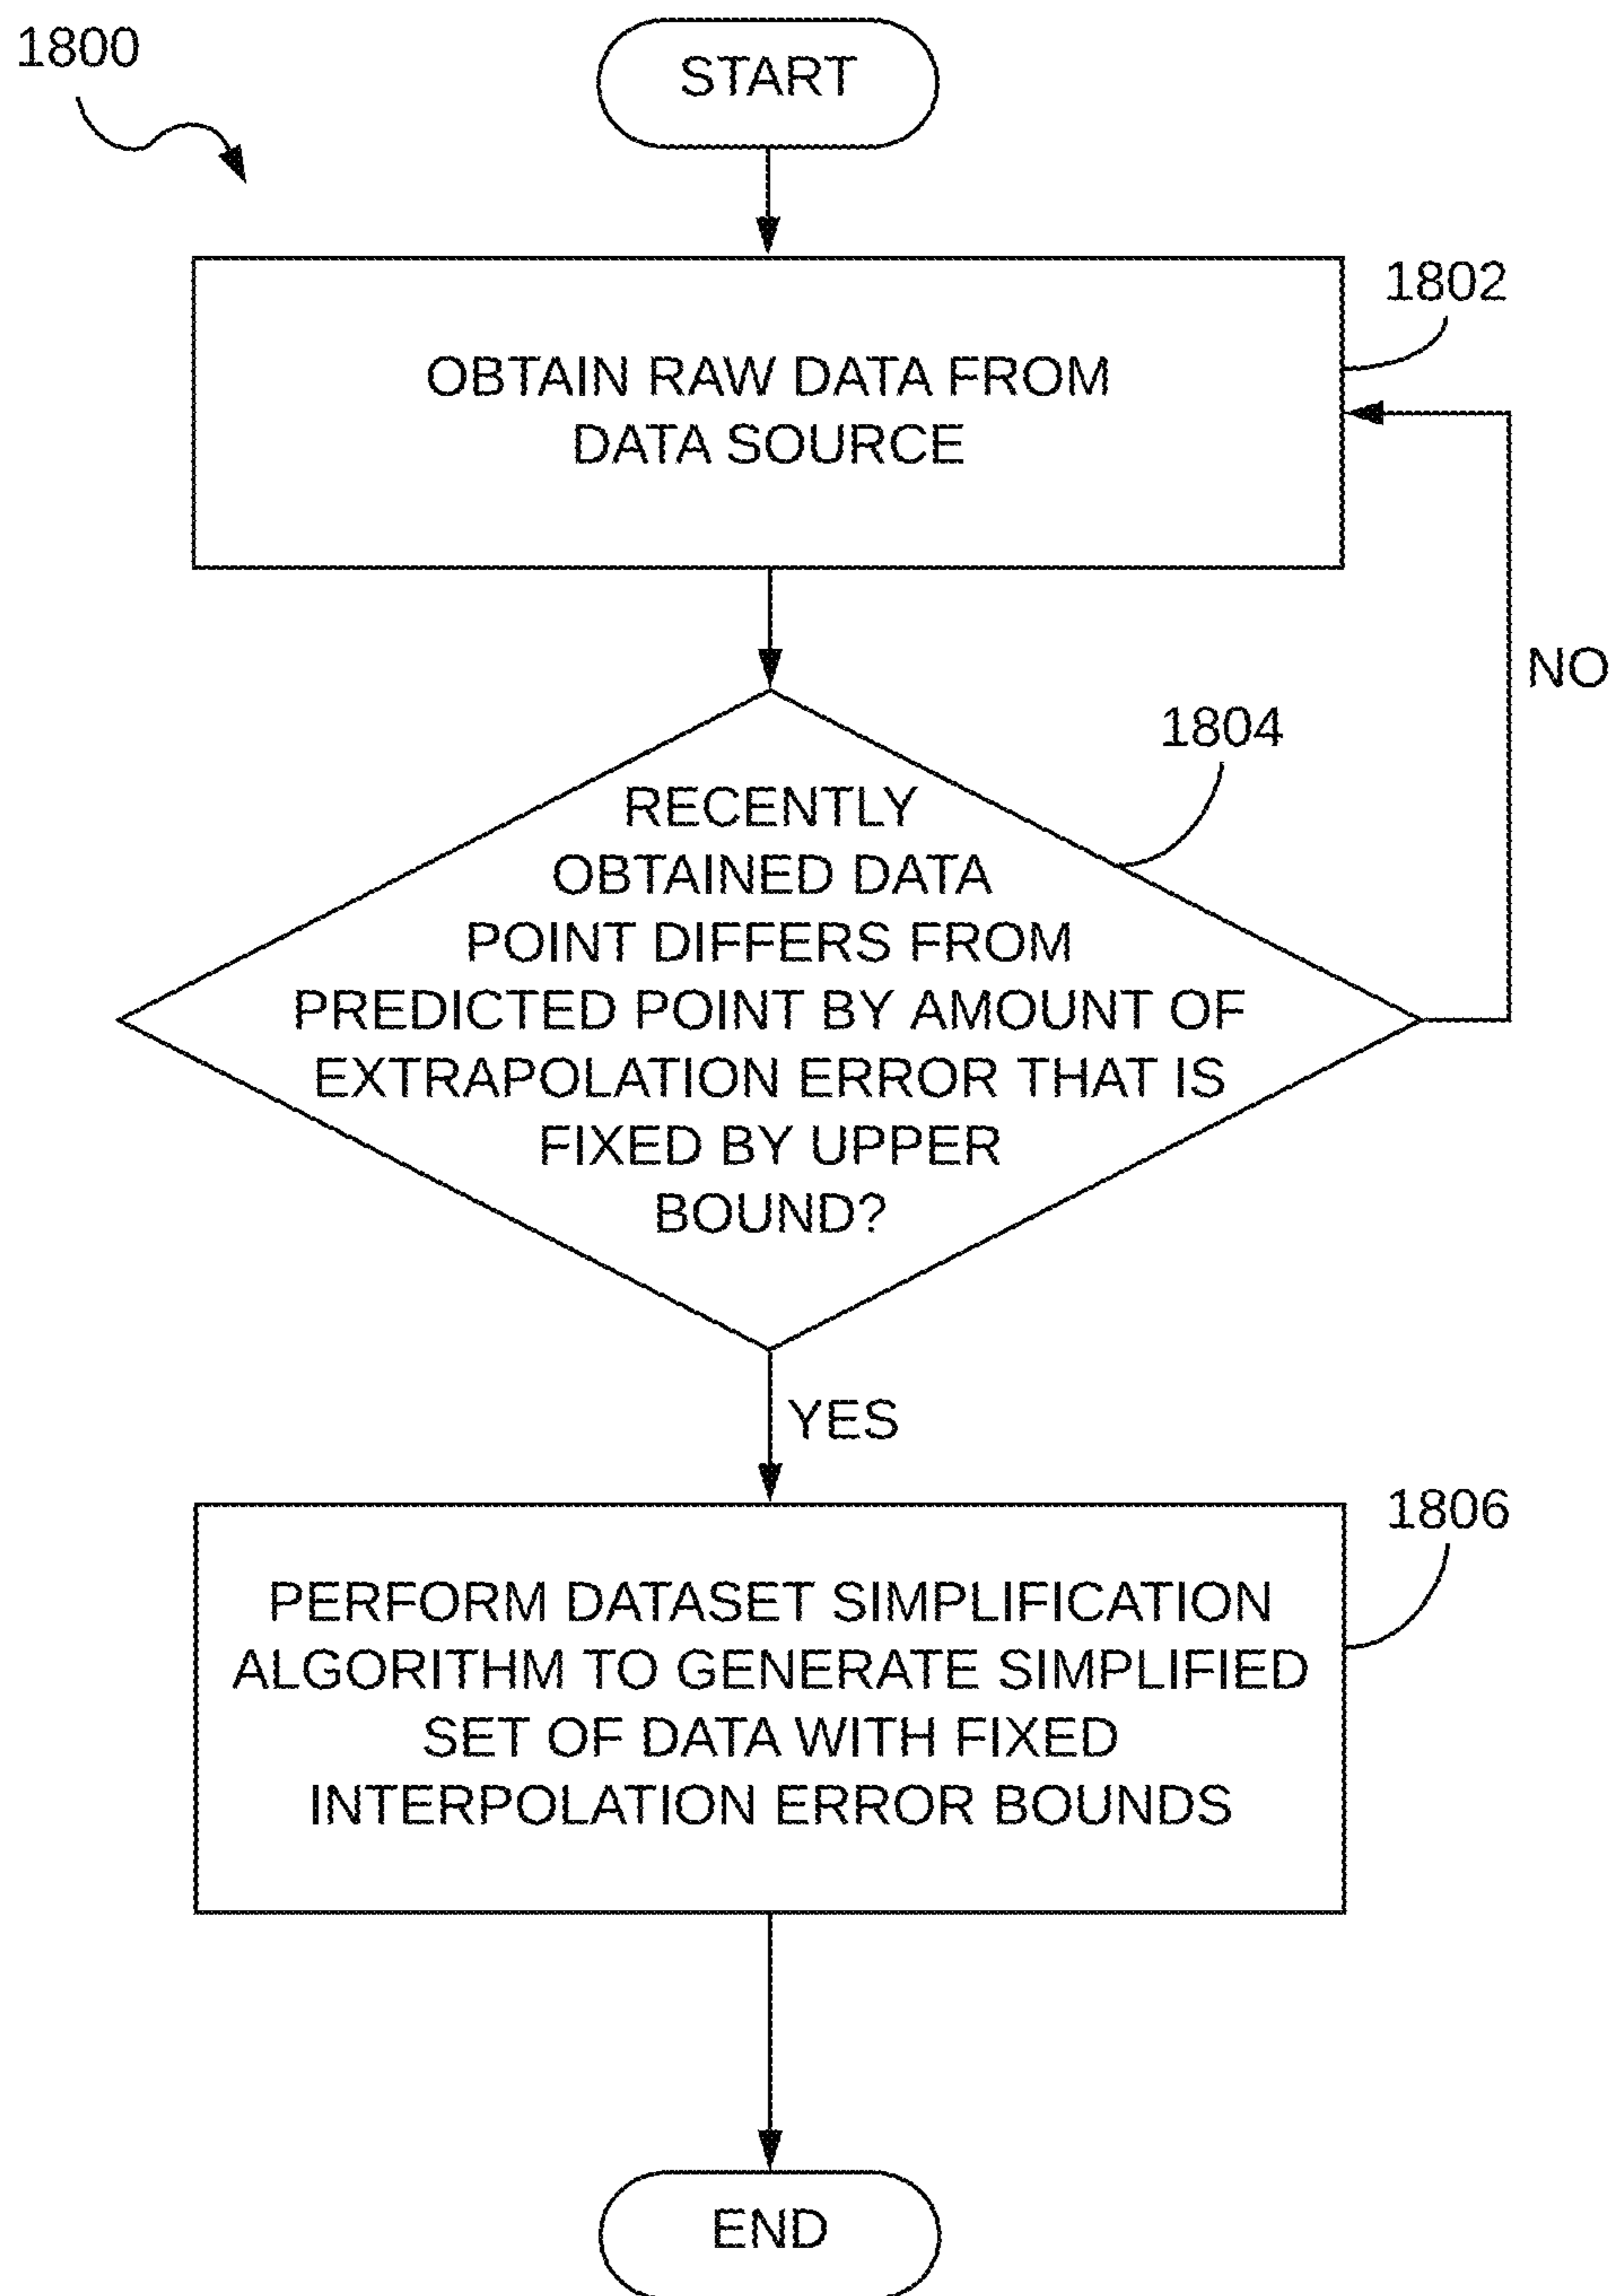 1800
START
1802
OBTAIN RAW DATA FROM
DATA SOURCE
NO
1804
RECENTLY
OBTAINED DATA
POINT DIFFERS FROM
PREDICTED POINT BY AMOUNT OF
EXTRAPOLATION ERROR THAT IS
FIXED BY UPPER
BOUND?
YES
1806
PERFORM DATASET SIMPLIFICATION
ALGORITHM TO GENERATE SIMPLIFIED
SET OF DATA WITH FIXED
INTERPOLATION ERROR BOUNDS
END